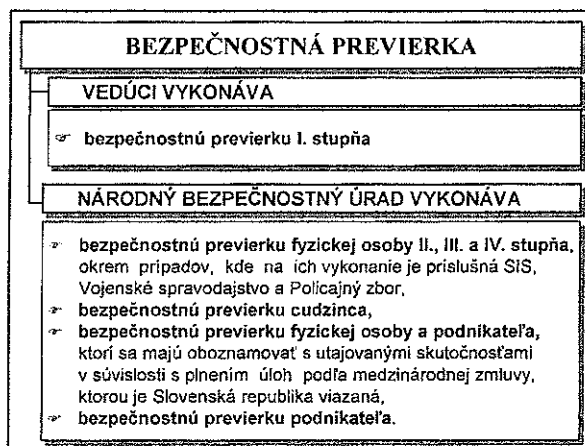 BEZPEČNOSTNÁ PREVIERKA
VEDÚCI VYKONÁVA
☞ bezpečnostnú previerku I. stupňa
NÁRODNÝ BEZPEČNOSTNÝ ÚRAD VYKONÁVA
☞ bezpečnostnú previerku fyzickej osoby II., III. a IV. stupňa,
okrem prípadov, kde na ich vykonanie je príslušná SIS,
Vojenské spravodajstvo a Policajný zbor,
☞ bezpečnostnú previerku cudzinca,
☞ bezpečnostnú previerku fyzickej osoby a podnikateľa,
ktorí sa majú oboznamovať s utajovanými skutočnosťami
v súvislosti s plnením úloh podľa medzinárodnej zmluvy,
ktorou je Slovenská republika viazaná,
☞ bezpečnostnú previerku podnikateľa.